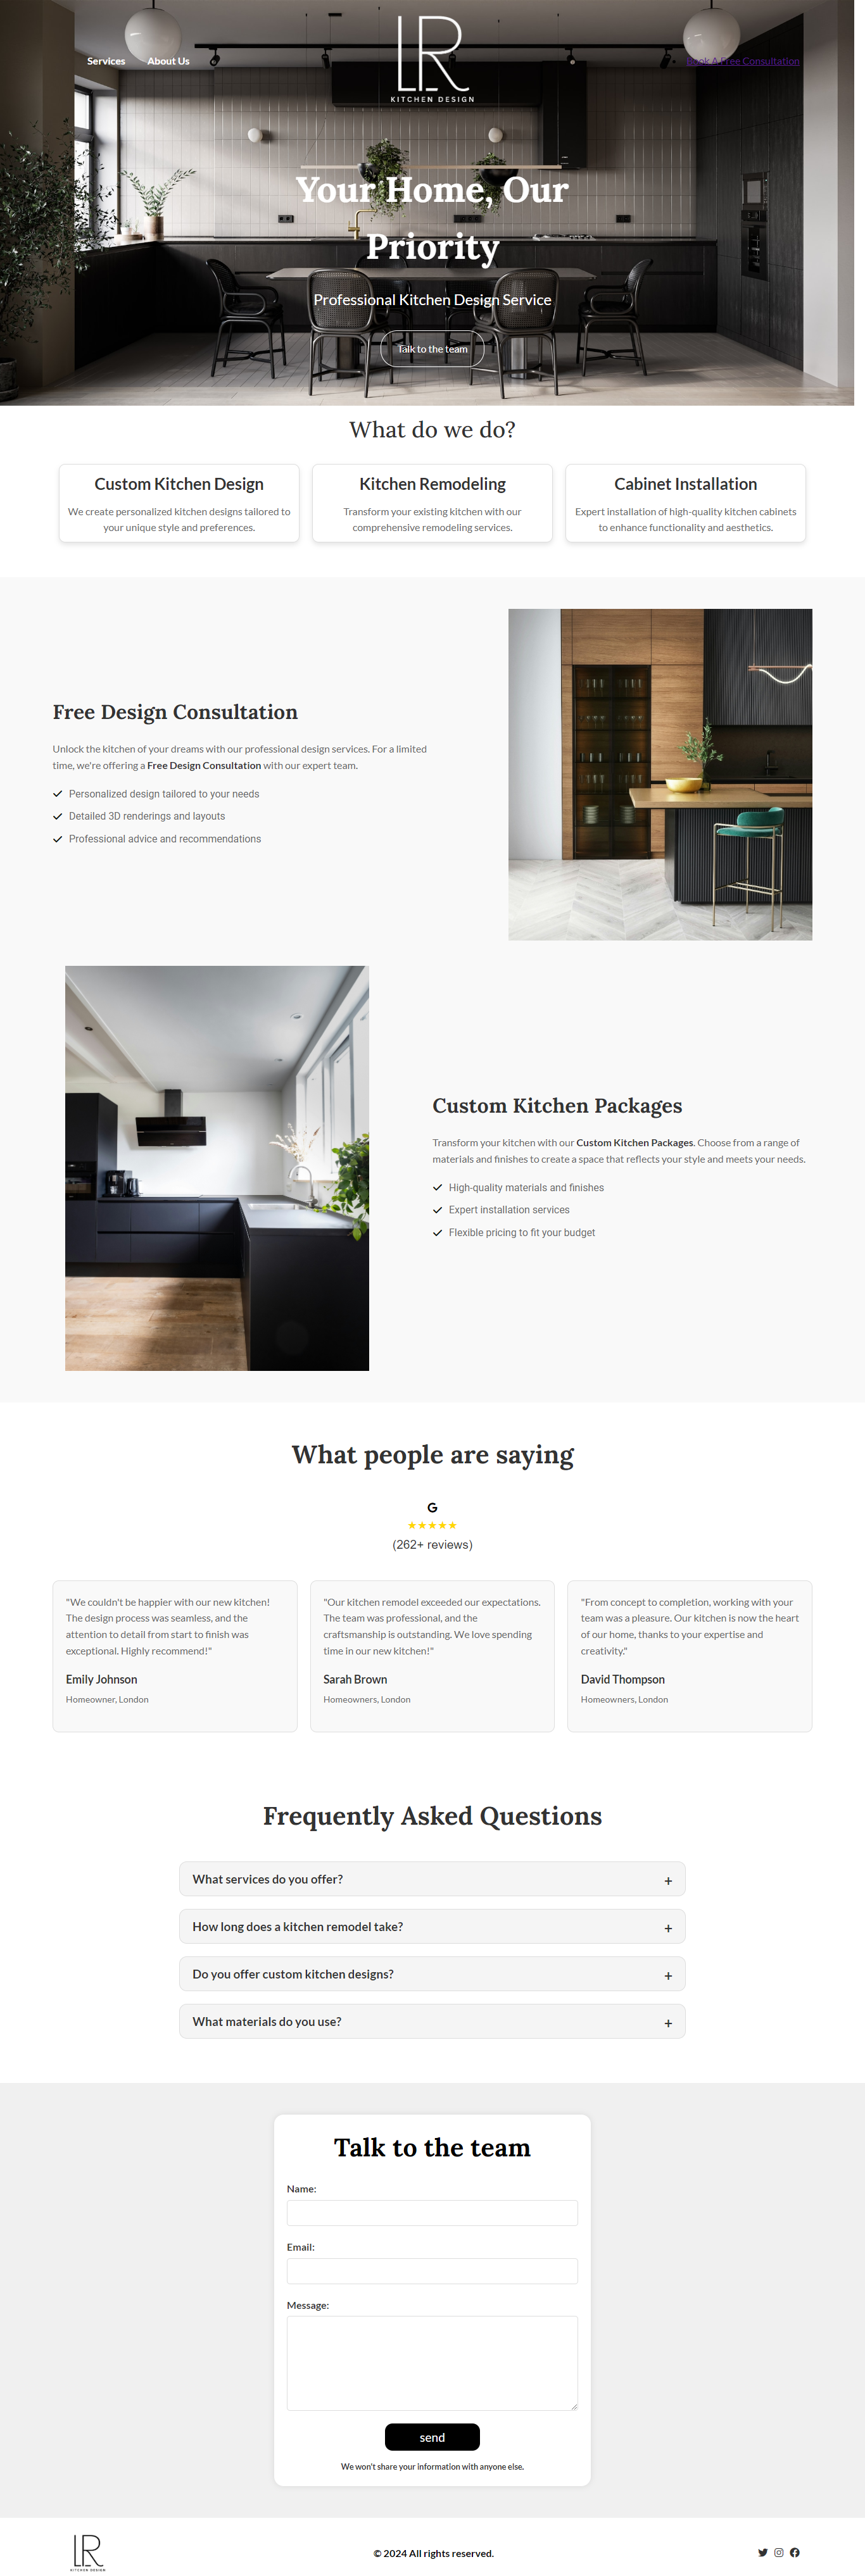 Services
About Us
LR
KITCHEN DESIGN
Book A Free Consultation
Your Home, Our
Priority
Professional Kitchen Design Service
Talk to the team
What do we do?
Custom Kitchen Design
We create personalized kitchen designs tailored to
your unique style and preferences.
Kitchen Remodeling
Transform your existing kitchen with our
comprehensive remodeling services.
Cabinet Installation
Expert installation of high-quality kitchen cabinets
to enhance functionality and aesthetics.
Free Design Consultation
Unlock the kitchen of your dreams with our professional design services. For a limited
time, we're offering a Free Design Consultation with our expert team.
Personalized design tailored to your needs
Detailed 3D renderings and layouts
Professional advice and recommendations
Custom Kitchen Packages
Transform your kitchen with our Custom Kitchen Packages. Choose from a range of
materials and finishes to create a space that reflects your style and meets your needs.
High-quality materials and finishes
Expert installation services
Flexible pricing to fit your budget
What people are saying
G
★★★★★
(262+ reviews)
"We couldn't be happier with our new kitchen!
The design process was seamless, and the
attention to detail from start to finish was
exceptional. Highly recommend!"
Emily Johnson
Homeowner, London
"Our kitchen remodel exceeded our expectations.
The team was professional, and the
craftsmanship is outstanding. We love spending
time in our new kitchen!"
Sarah Brown
Homeowners, London
"From concept to completion, working with your
team was a pleasure. Our kitchen is now the heart
of our home, thanks to your expertise and
creativity."
David Thompson
Homeowners, London
Frequently Asked Questions
What services do you offer? +
How long does a kitchen remodel take? +
Do you offer custom kitchen designs? +
What materials do you use? +
Talk to the team
Name:
Email:
Message:
send
We won't share your information with anyone else.
LR
KITCHEN DESIGN
© 2024 All rights reserved.